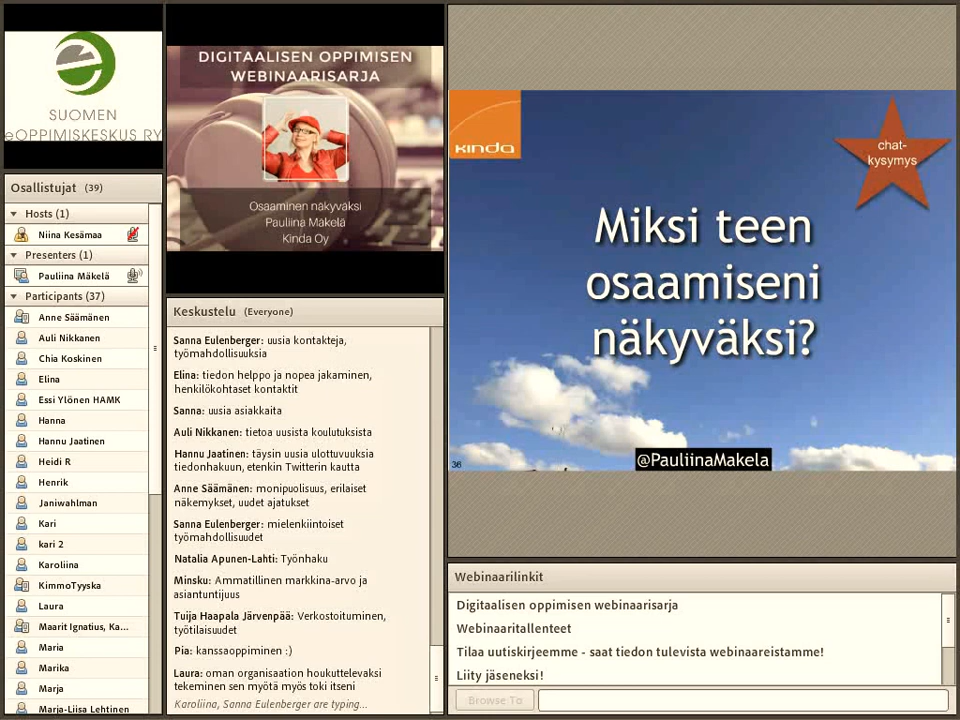 SUOMEN
eOPPIMISKESKUS RY
Osallistujat (39)
Hosts (1)
Niina Kesämaa
Presenters (1)
Pauliina Mäkelä
Participants (37)
Anne Säämänen
Auli Nikkanen
Chia Koskinen
Elina
Essi Ylönen HAMK
Hanna
Hannu Jaatinen
Heidi R
Henrik
Janiwahlman
Kari
kari 2
Karoliina
KimmoTyyska
Laura
Maarit Ignatius, Ka...
Maria
Marika
Marja
Marja-Liisa Lehtinen
DIGITAALISEN OPPIMISEN
WEBINAARISARJA
Osaaminen näkyväksi
Pauliina Mäkelä
Kinda Oy
Keskustelu (Everyone)
Sanna Eulenberger: uusia kontakteja,
työmahdollisuuksia
Elina: tiedon helppo ja nopea jakaminen,
henkilökohtaset kontaktit
Sanna: uusia asiakkaita
Auli Nikkanen: tietoa uusista koulutuksista
Hannu Jaatinen: täysin uusia ulottuvuuksia
tiedonhakuun, etenkin Twitterin kautta
Anne Säämänen: monipuolisuus, erilaiset
näkemykset, uudet ajatukset
Sanna Eulenberger: mielenkiintoiset
työmahdollisuudet
Natalia Apunen-Lahti: Työnhaku
Minsku: Ammatillinen markkina-arvo ja
asiantuntijuus
Tuija Haapala Järvenpää: Verkostoituminen,
työtilaisuudet
Pia: kanssaoppiminen :)
Laura: oman organisaation houkuttelevaksi
tekeminen sen myötä myös toki itseni
Karoliina, Sanna Eulenberger are typing...
kinda
chat-
kysymys
Miksi teen
osaamiseni
näkyväksi?
36
@PauliinaMakela
Webinaarilinkit
Digitaalisen oppimisen webinaarisarja
Webinaaritallenteet
Tilaa uutiskirjeemme - saat tiedon tulevista webinaareistamme!
Liity jäseneksi!
Browse To